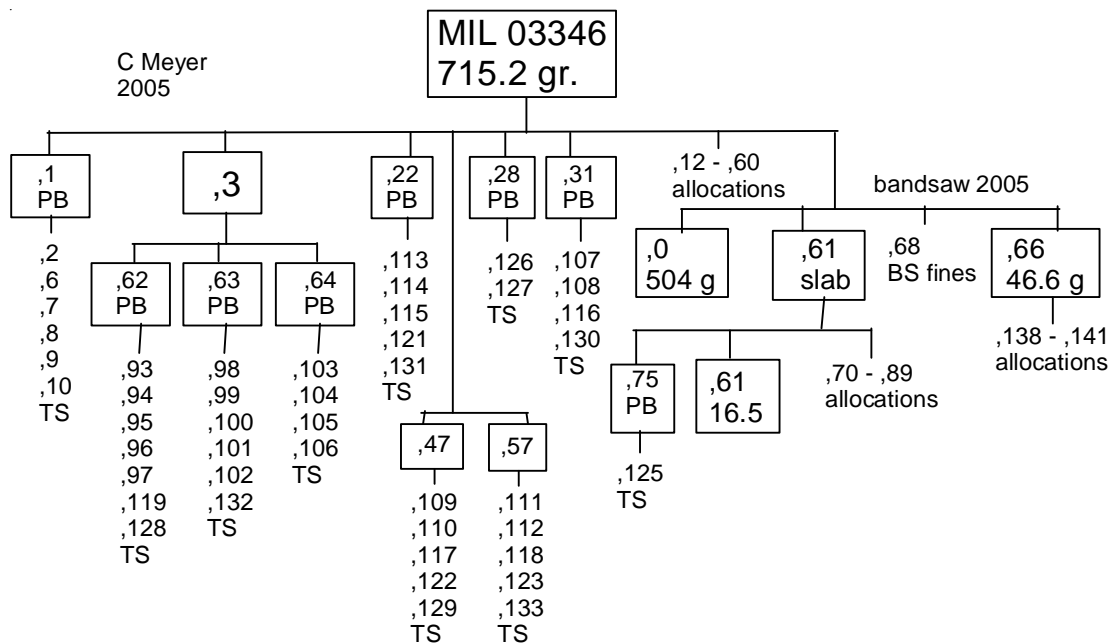 MIL 03346
715.2 gr.
C Meyer
2005
,1
PB
,2
,6
,7
,8
,9
,10
TS
,3
,62
PB
,93
,94
,95
,96
,97
,119
,128
TS
,63
PB
,98
,99
,100
,101
,102
,132
TS
,64
PB
,103
,104
,105
,106
TS
,22
PB
,113
,114
,115
,121
,131
TS
,47
,109
,110
,117
,122
,129
TS
,57
,111
,112
,118
,123
,133
TS
,28
PB
,126
,127
TS
,31
PB
,107
,108
,116
,130
TS
,12 - ,60
allocations
bandsaw 2005
,0
504 g
,61
slab
,75
PB
,125
TS
,61
16.5
,70 - ,89
allocations
,68
BS fines
,66
46.6 g
,138 - ,141
allocations